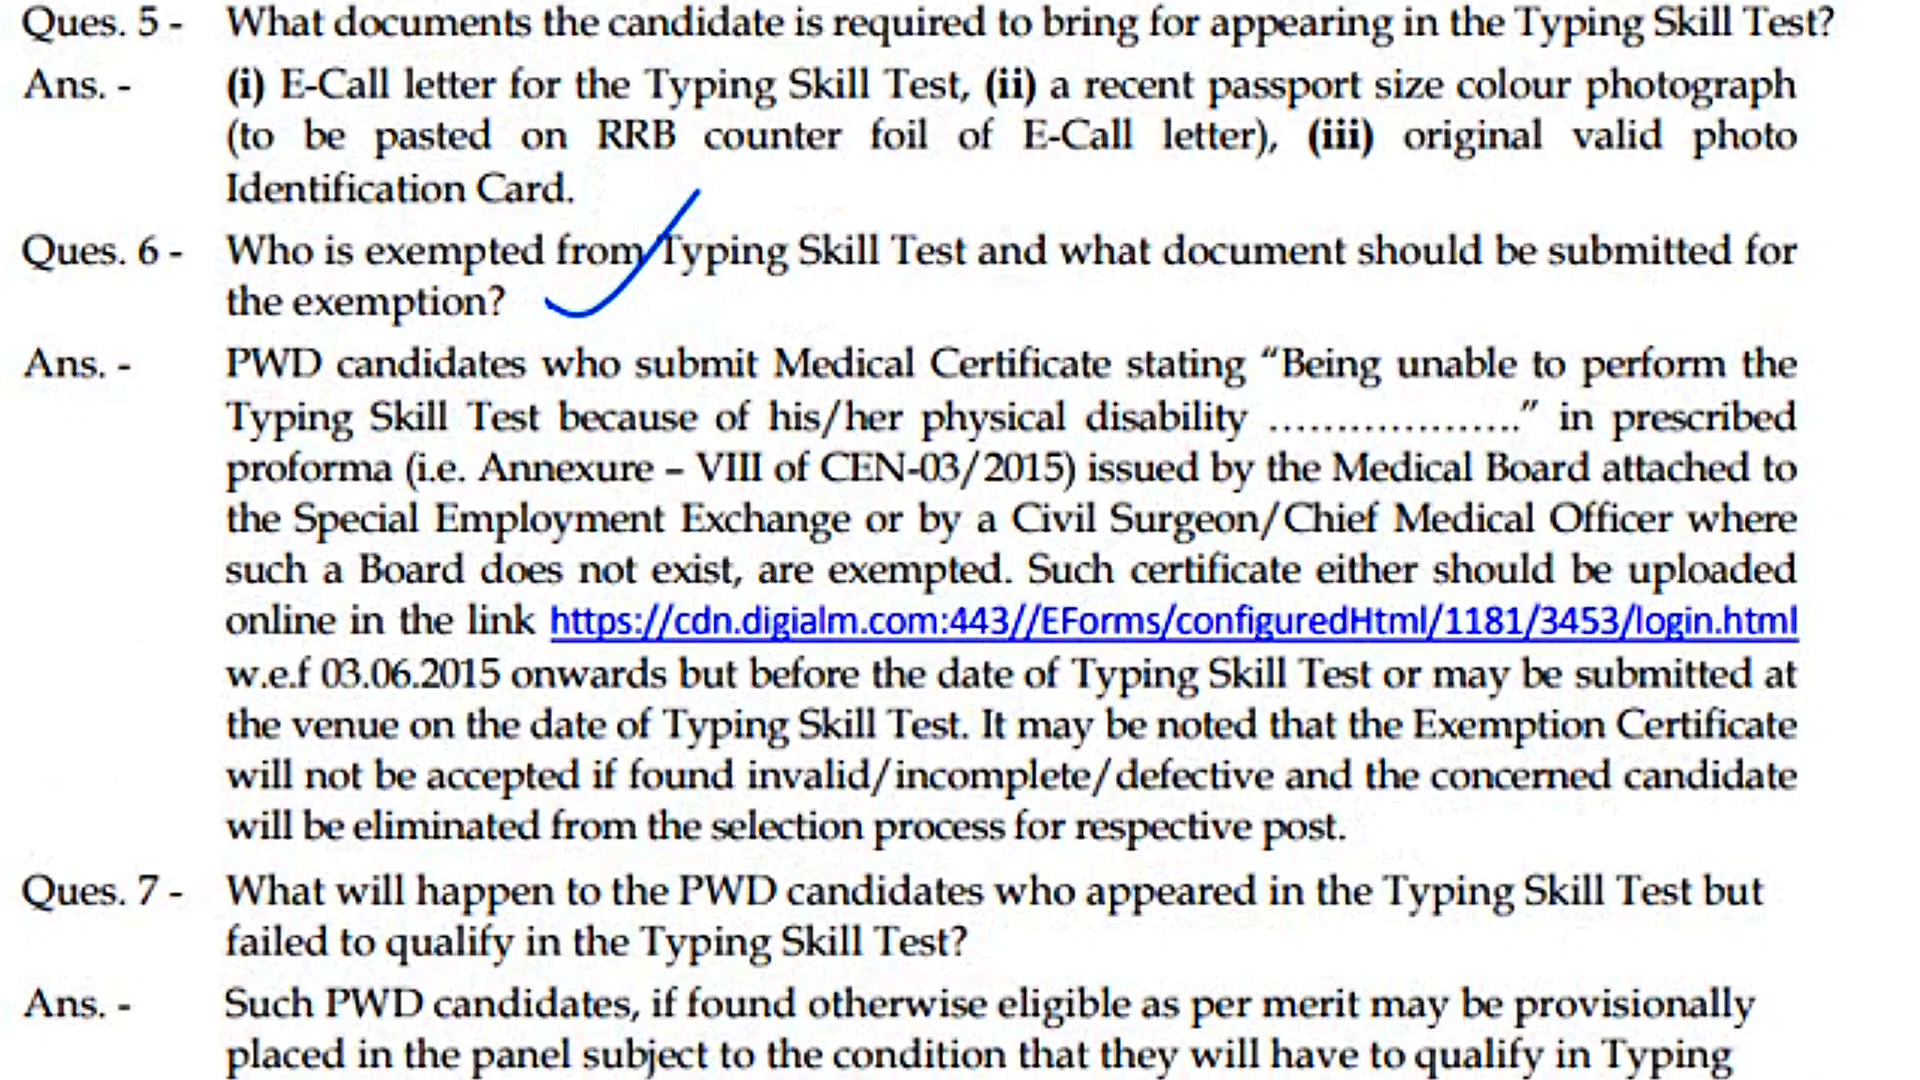 Ques. 5 - What documents the candidate is required to bring for appearing in the Typing Skill Test?
Ans. - (i) E-Call letter for the Typing Skill Test, (ii) a recent passport size colour photograph
(to be pasted on RRB counter foil of E-Call letter), (iii) original valid photo
Identification Card.
Ques. 6 - Who is exempted from Typing Skill Test and what document should be submitted for
the exemption?
Ans. - PWD candidates who submit Medical Certificate stating “Being unable to perform the
Typing Skill Test because of his/her physical disability ...................” in prescribed
proforma (i.e. Annexure – VIII of CEN-03/2015) issued by the Medical Board attached to
the Special Employment Exchange or by a Civil Surgeon/Chief Medical Officer where
such a Board does not exist, are exempted. Such certificate either should be uploaded
online in the link https://cdn.digialm.com:443//EForms/configuredHtml/1181/3453/login.html
w.e.f 03.06.2015 onwards but before the date of Typing Skill Test or may be submitted at
the venue on the date of Typing Skill Test. It may be noted that the Exemption Certificate
will not be accepted if found invalid/incomplete/defective and the concerned candidate
will be eliminated from the selection process for respective post.
Ques. 7 - What will happen to the PWD candidates who appeared in the Typing Skill Test but
failed to qualify in the Typing Skill Test?
Ans. - Such PWD candidates, if found otherwise eligible as per merit may be provisionally
placed in the panel subject to the condition that they will have to qualify in Typing